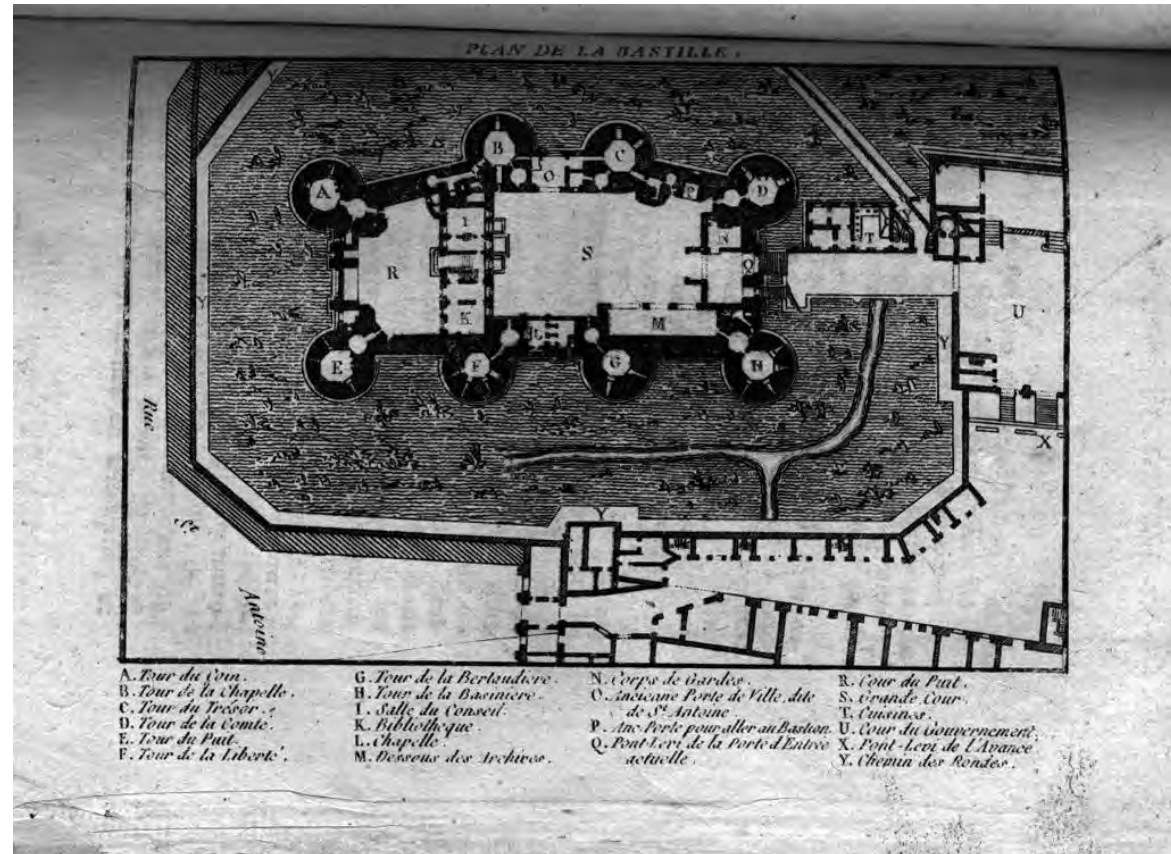 PLAN DE LA BASTILLE.
Y
B
C
O
A
D
P
I
N
T
Y
S
R
Q
Y
K
U
L
M
Y
E
F
G
H
X
Rue
St
Y
Antoine
A. Tour du Coin.
B. Tour de la Chapelle.
C. Tour du Trésor.
D. Tour de la Comté.
E. Tour du Puit.
F. Tour de la Liberté.
G. Tour de la Bertaudiere.
H. Tour de la Basiniere.
I. Salle du Conseil.
K. Bibliotheque.
L. Chapelle.
M. Dessous des Archives.
N. Corps de Gardes.
O. Ancienne Porte de Ville dite
de St Antoine
P. Anc. Porte pour aller au Bastion
Q. Pont-Levi de la Porte d'Entrée
actuelle.
R. Cour du Puit.
S. Grande Cour.
T. Cuisines.
U. Cour du Gouvernement.
X. Pont-Levi de l'Avancé
Y. Chemin des Rondes.